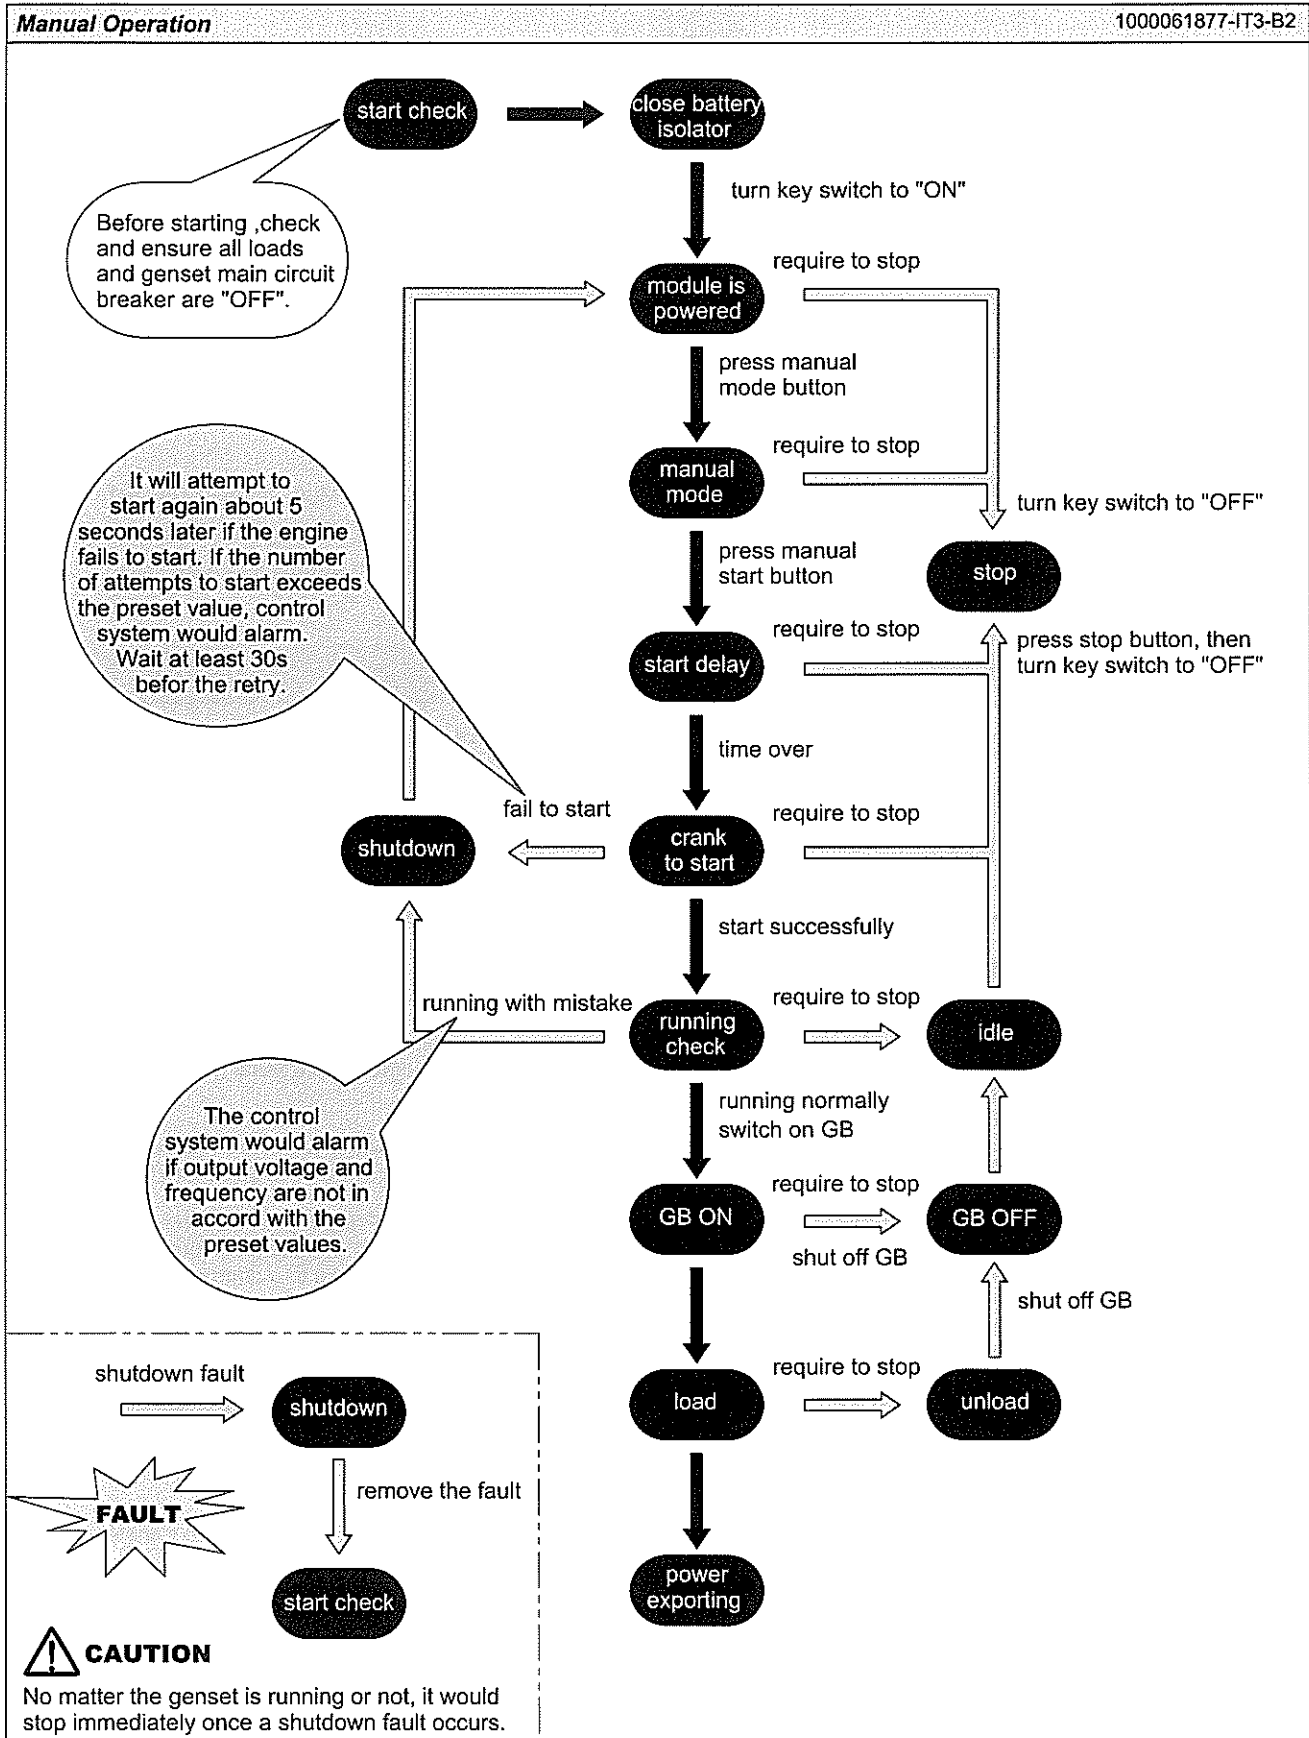 Manual Operation
1000061877-IT3-B2
start check
close battery
isolator
turn key switch to "ON"
Before starting ,check
and ensure all loads
and genset main circuit
breaker are "OFF".
module is
powered
require to stop
press manual
mode button
manual
mode
require to stop
turn key switch to "OFF"
It will attempt to
start again about 5
seconds later if the engine
fails to start. If the number
of attempts to start exceeds
the preset value, control
system would alarm.
Wait at least 30s
befor the retry.
press manual
start button
stop
start delay
require to stop
press stop button, then
turn key switch to "OFF"
time over
fail to start
shutdown
crank
to start
require to stop
start successfully
running with mistake
running
check
require to stop
idle
The control
system would alarm
if output voltage and
frequency are not in
accord with the
preset values.
running normally
switch on GB
GB ON
require to stop
shut off GB
GB OFF
shut off GB
load
require to stop
unload
power
exporting
shutdown fault
shutdown
FAULT
remove the fault
start check
CAUTION
No matter the genset is running or not, it would
stop immediately once a shutdown fault occurs.